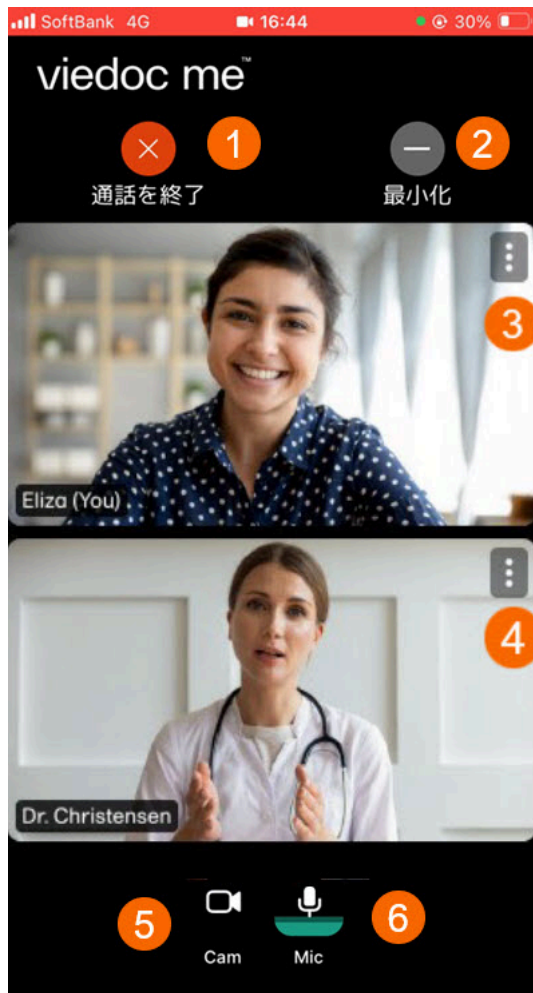 SoftBank 4G 16:44 30%
viedoc me™
1 2
通話を終了 最小化
3
Eliza (You)
4
Dr. Christensen
5 6
Cam Mic